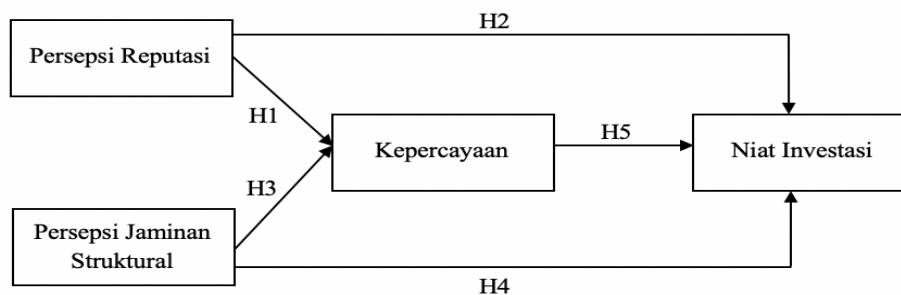 H2
Persepsi Reputasi
H1
Kepercayaan
H5
Niat Investasi
H3
Persepsi Jaminan
Struktural
H4